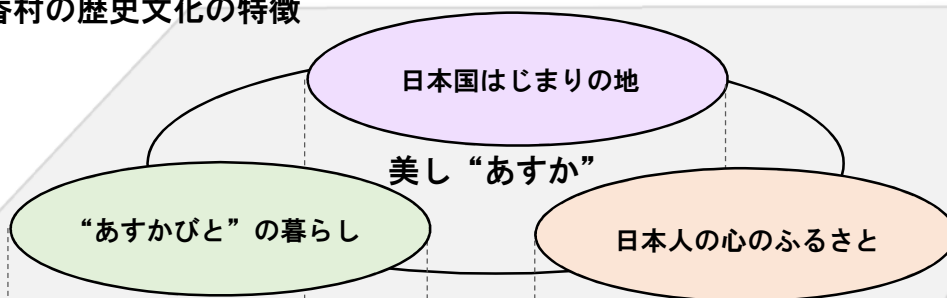 香村の歴史文化の特徴
日本国はじまりの地
美し“あすか”
“あすかびと”の暮らし
日本人の心のふるさと